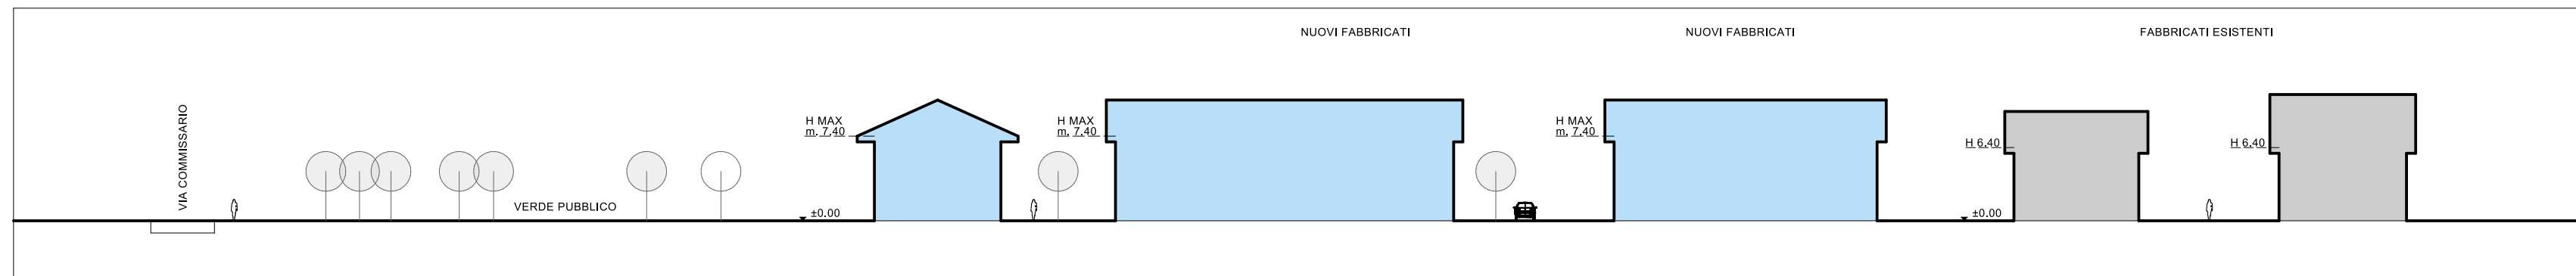 NUOVI FABBRICATI
NUOVI FABBRICATI
FABBRICATI ESISTENTI
VIA COMMISSARIO
H MAX
m. 7,40
H MAX
m. 7,40
H MAX
m. 7,40
H 6,40
H 6,40
VERDE PUBBLICO
±0.00
±0.00